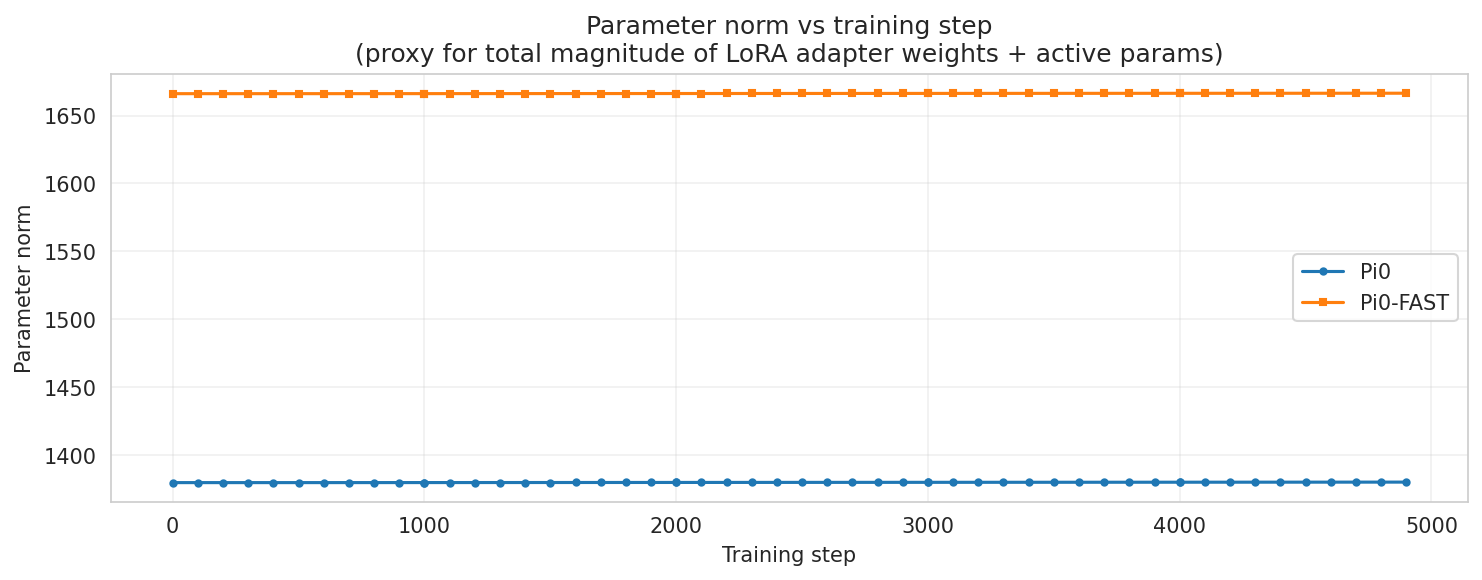 Parameter norm vs training step
(proxy for total magnitude of LoRA adapter weights + active params)
Parameter norm
1650
1600
1550
1500
1450
1400
Pi0
Pi0-FAST
0
1000
2000
3000
4000
5000
Training step